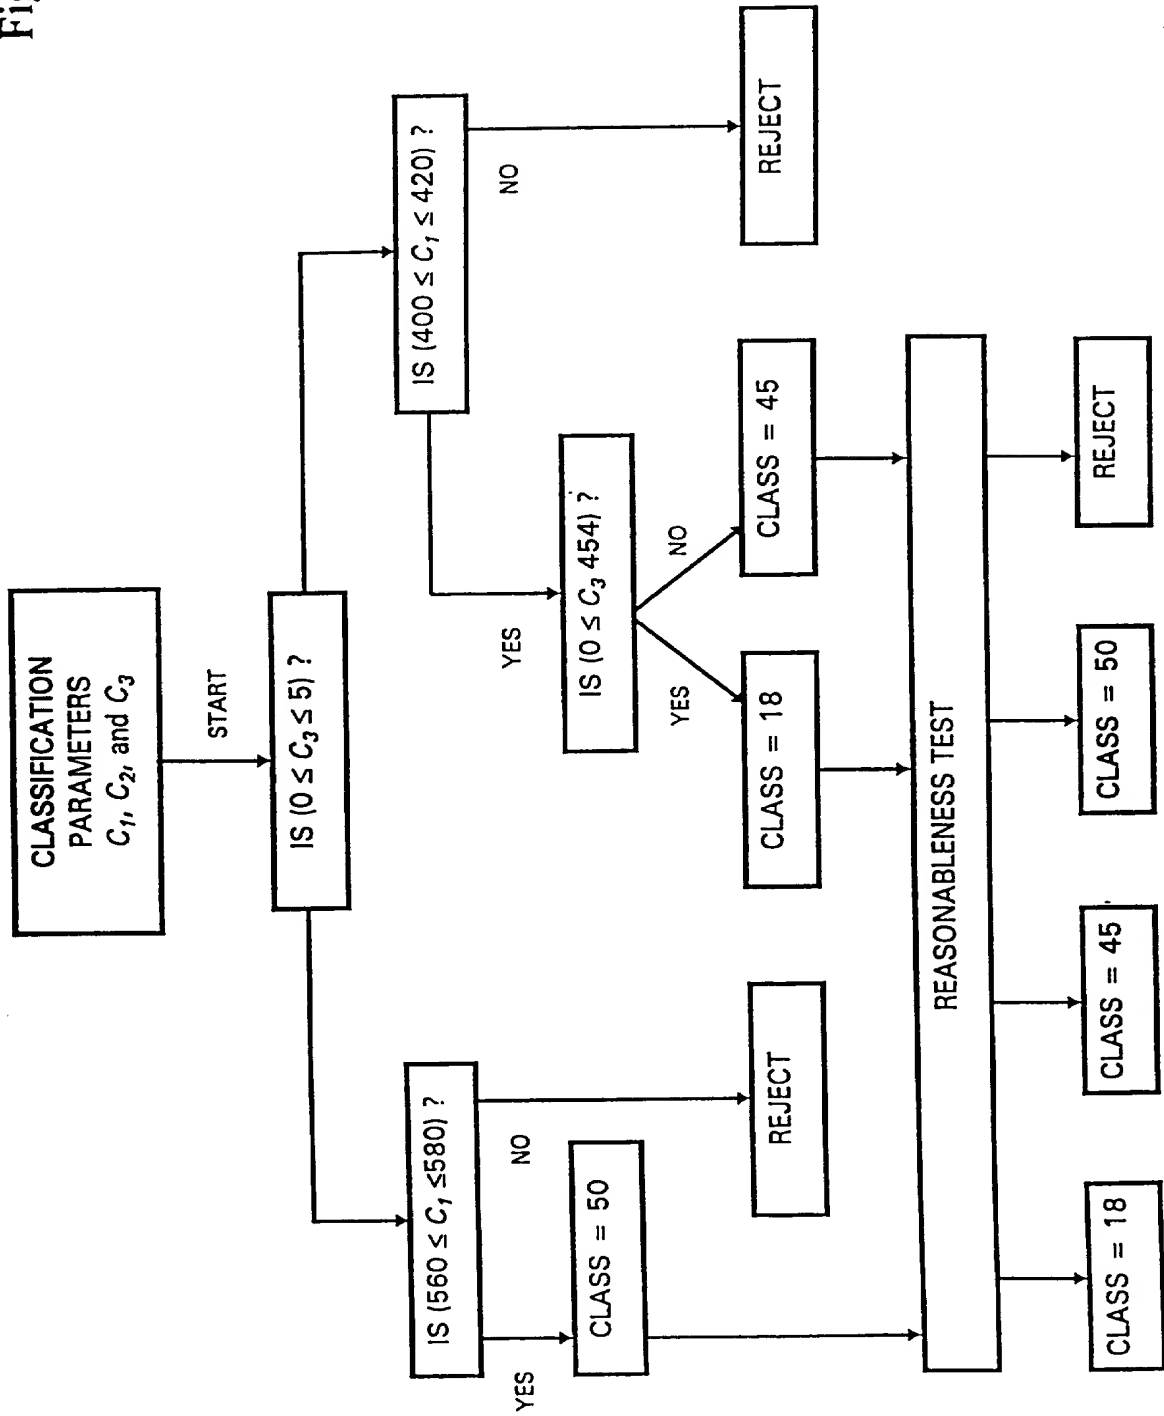 Fi
CLASSIFICATION
PARAMETERS
C₁, C₂, and C₃
START
IS (0 ≤ C₃ ≤ 5) ?
IS (560 ≤ C₁ ≤580) ?
IS (400 ≤ C₁ ≤ 420) ?
YES
NO
YES
NO
CLASS = 50
REJECT
IS (0 ≤ C₃ 454) ?
REJECT
YES
NO
CLASS = 18
CLASS = 45
REASONABLENESS TEST
CLASS = 18
CLASS = 45
CLASS = 50
REJECT